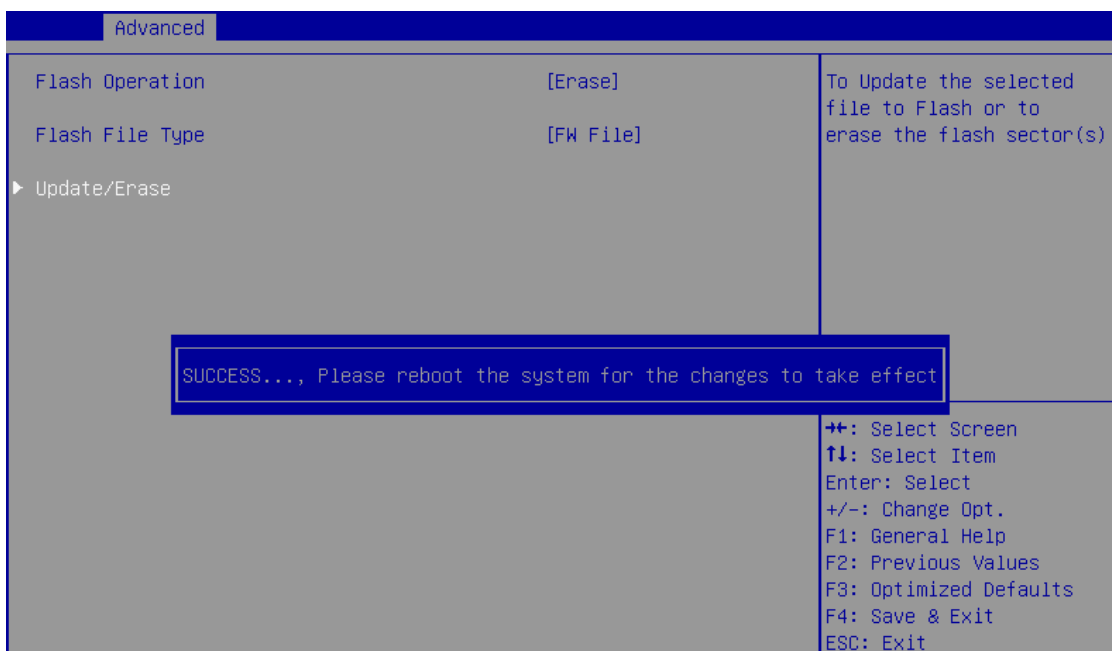 Advanced
Flash Operation [Erase]
Flash File Type [FW File]
▶ Update/Erase
To Update the selected
file to Flash or to
erase the flash sector(s)
SUCCESS..., Please reboot the system for the changes to take effect
→←: Select Screen
↑↓: Select Item
Enter: Select
+/-: Change Opt.
F1: General Help
F2: Previous Values
F3: Optimized Defaults
F4: Save & Exit
ESC: Exit